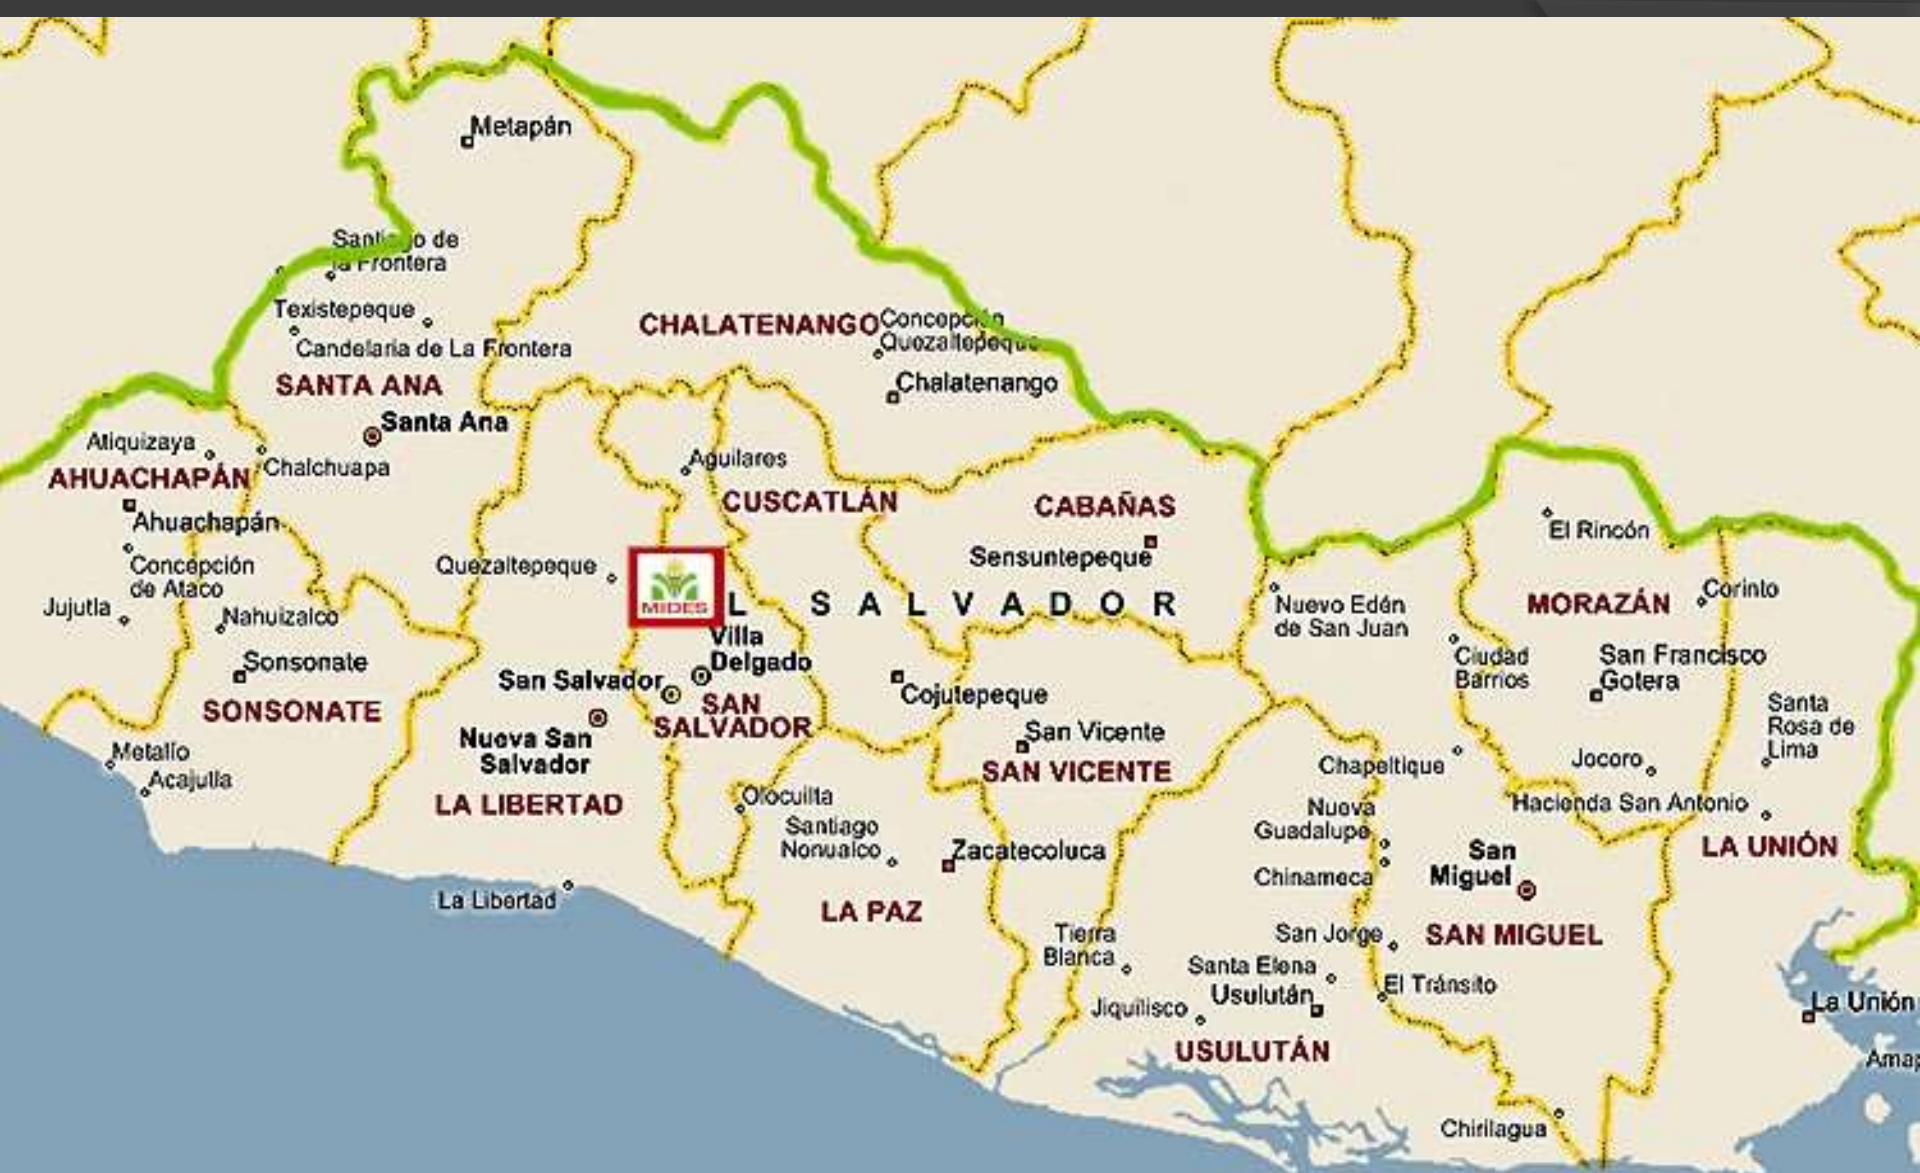 Metapán
Santiago de
la Frontera
Texistepeque
Candelaria de La Frontera
SANTA ANA
Santa Ana
CHALATENANGO
Concepción
Quezaltepeque
Chalatenango
Atiquizaya
AHUACHAPÁN
Chalchuapa
Ahuachapán
Concepción
de Ataco
Jujutla
Nahuizalco
Sonsonate
SONSONATE
Metalío
Acajutla
Aguilares
CUSCATLÁN
CABAÑAS
Sensuntepeque
Quezaltepeque
MIDES
L SALVADOR
Villa
Delgado
San Salvador
SAN
SALVADOR
Nueva San
Salvador
LA LIBERTAD
La Libertad
Cojutepeque
San Vicente
SAN VICENTE
Olocuilta
Santiago
Nonualco
Zacatecoluca
LA PAZ
El Rincón
MORAZÁN
Corinto
Nuevo Edén
de San Juan
Ciudad
Barrios
San Francisco
Gotera
Santa
Rosa de
Lima
Chapeltique
Jocoro
Hacienda San Antonio
Nueva
Guadalupe
LA UNIÓN
San
Miguel
Chinameca
SAN MIGUEL
San Jorge
Tierra
Blanca
Santa Elena
El Tránsito
Usulután
Jiquilisco
USULUTÁN
La Unión
Amap
Chirilagua